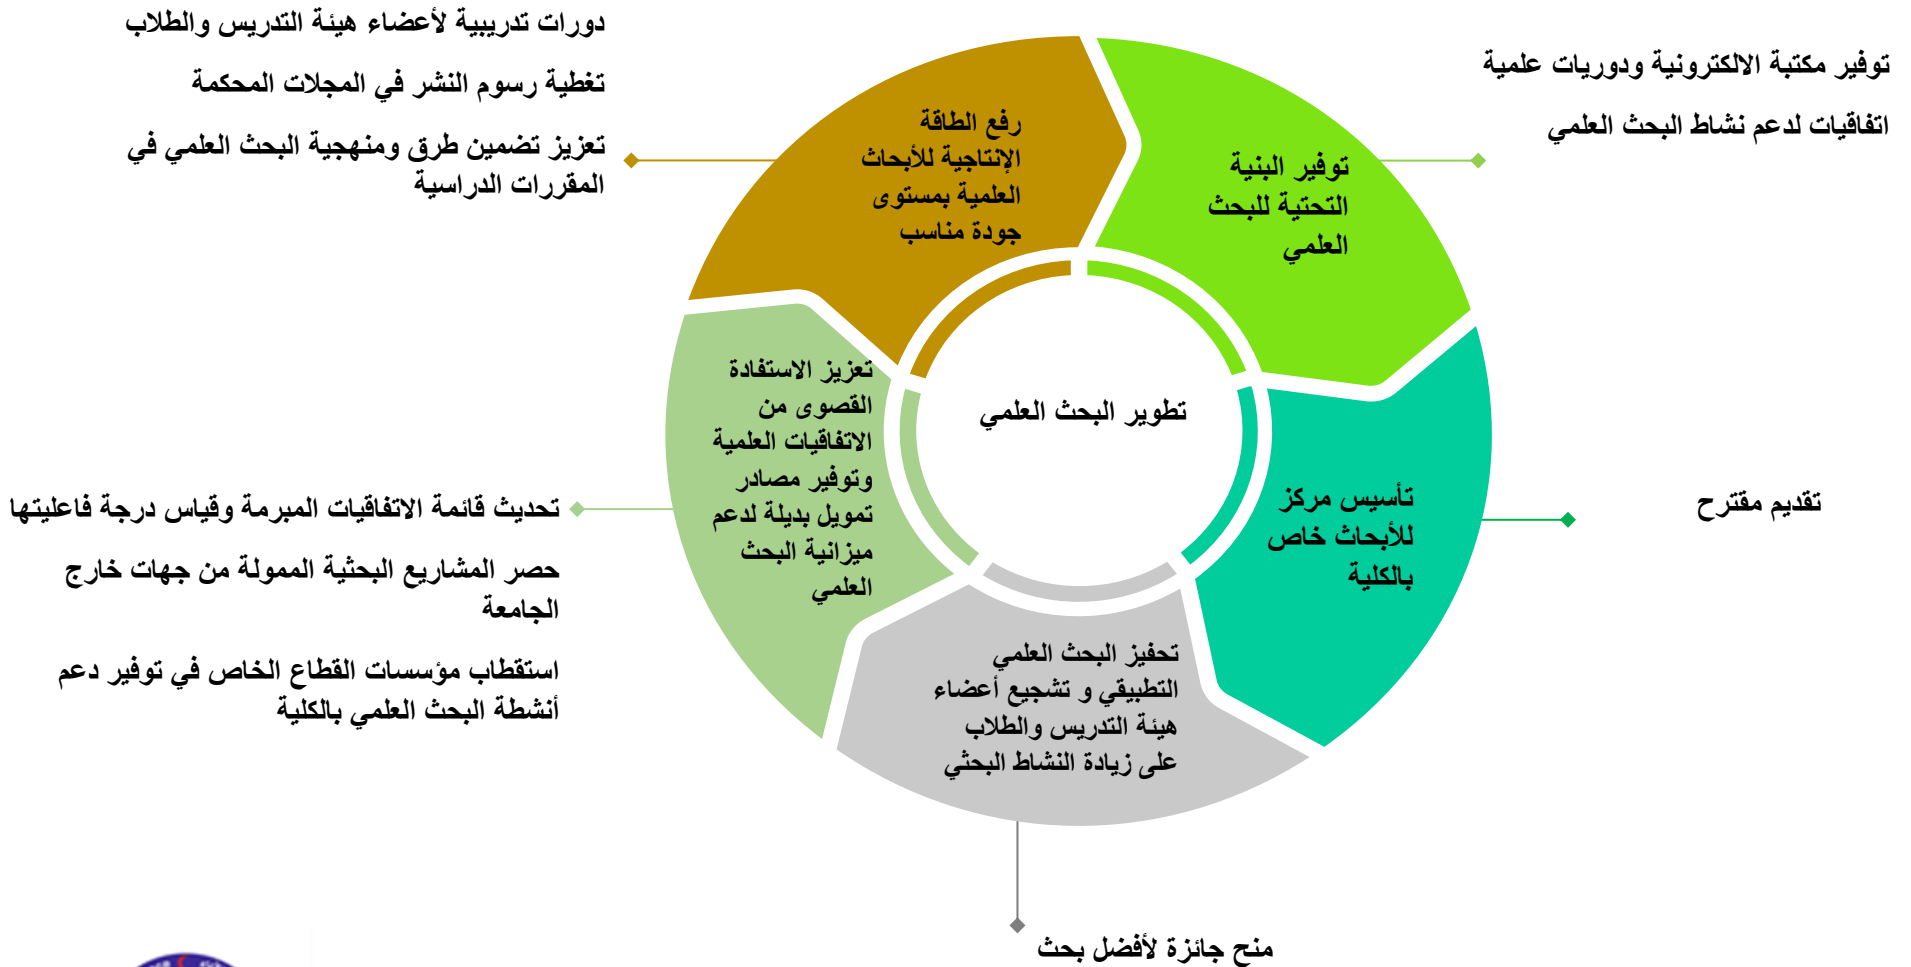 توفير مكتبة الالكترونية ودوريات علمية
اتفاقيات لدعم نشاط البحث العلمي
توفير البنية
التحتية للبحث
العلمي
تقديم مقترح
تأسيس مركز
للأبحاث خاص
بالكلية
تحفيز البحث العلمي
التطبيقي و تشجيع أعضاء
هيئة التدريس والطلاب
على زيادة النشاط البحثي
منح جائزة لأفضل بحث
تعزيز الاستفادة
القصوى من
الاتفاقيات العلمية
وتوفير مصادر
تمويل بديلة لدعم
ميزانية البحث
العلمي
تحديث قائمة الاتفاقيات المبرمة وقياس درجة فاعليتها
حصر المشاريع البحثية الممولة من جهات خارج
الجامعة
استقطاب مؤسسات القطاع الخاص في توفير دعم
أنشطة البحث العلمي بالكلية
رفع الطاقة
الإنتاجية للأبحاث
العلمية بمستوى
جودة مناسب
دورات تدريبية لأعضاء هيئة التدريس والطلاب
تغطية رسوم النشر في المجلات المحكمة
تعزيز تضمين طرق ومنهجية البحث العلمي في
المقررات الدراسية
تطوير البحث العلمي